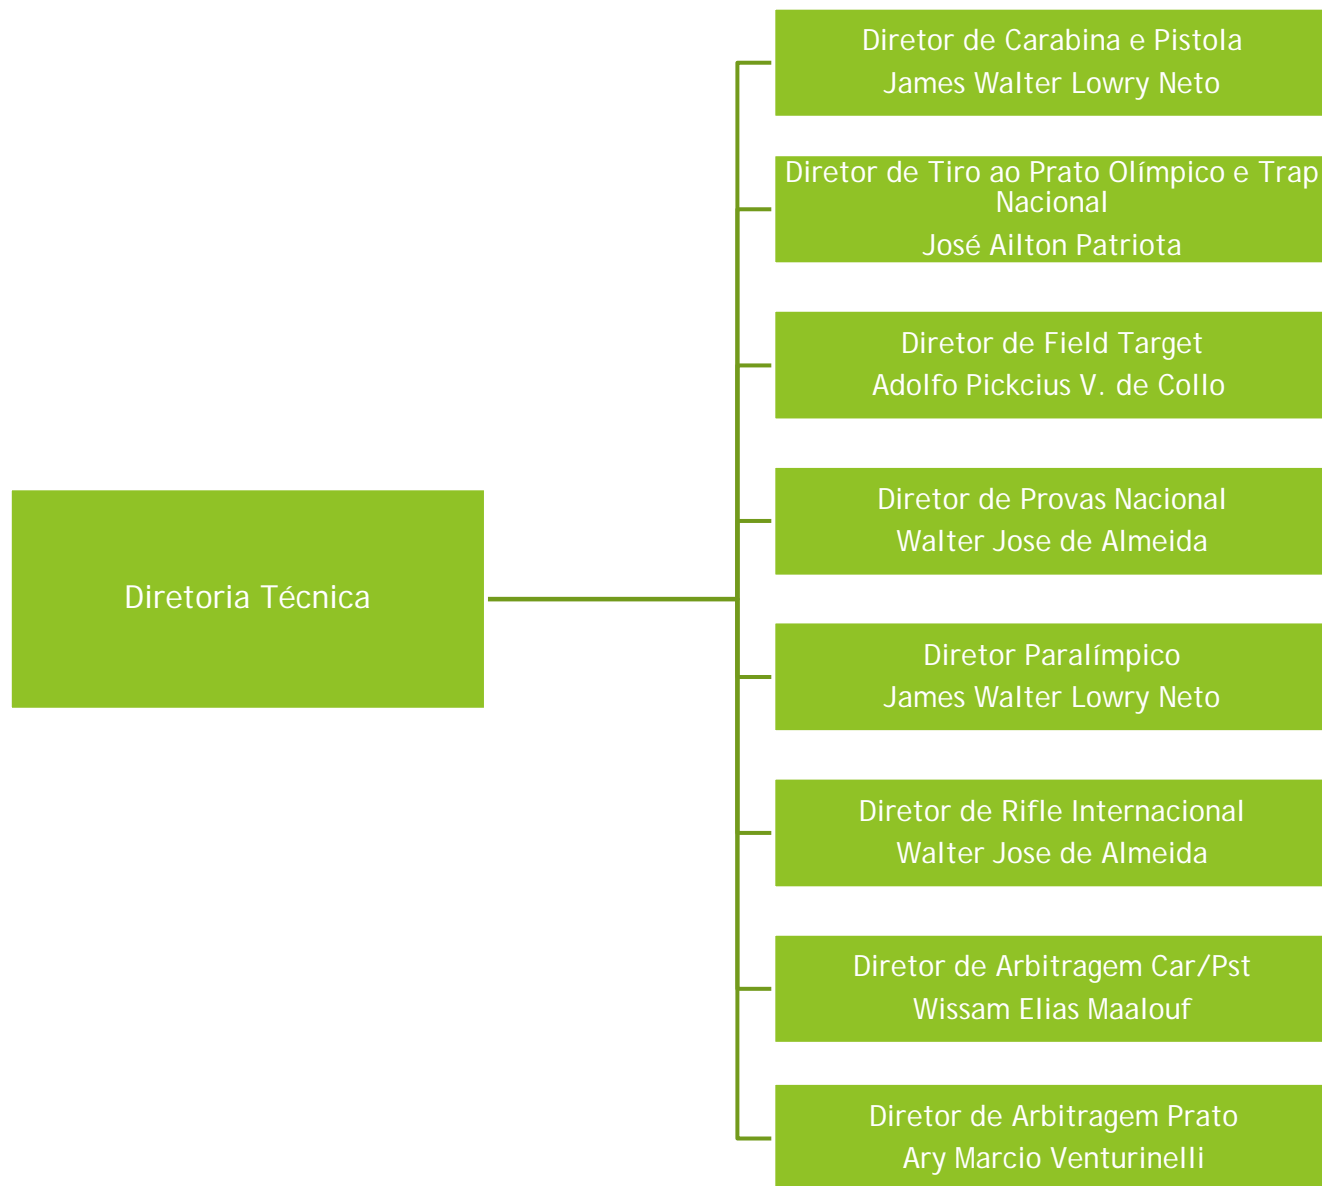 Diretor de Carabina e Pistola
James Walter Lowry Neto
Diretor de Tiro ao Prato Olímpico e Trap
Nacional
José Ailton Patriota
Diretor de Field Target
Adolfo Pickcius V. de Collo
Diretor de Provas Nacional
Walter Jose de Almeida
Diretoria Técnica
Diretor Paralímpico
James Walter Lowry Neto
Diretor de Rifle Internacional
Walter Jose de Almeida
Diretor de Arbitragem Car/Pst
Wissam Elias Maalouf
Diretor de Arbitragem Prato
Ary Marcio Venturinelli